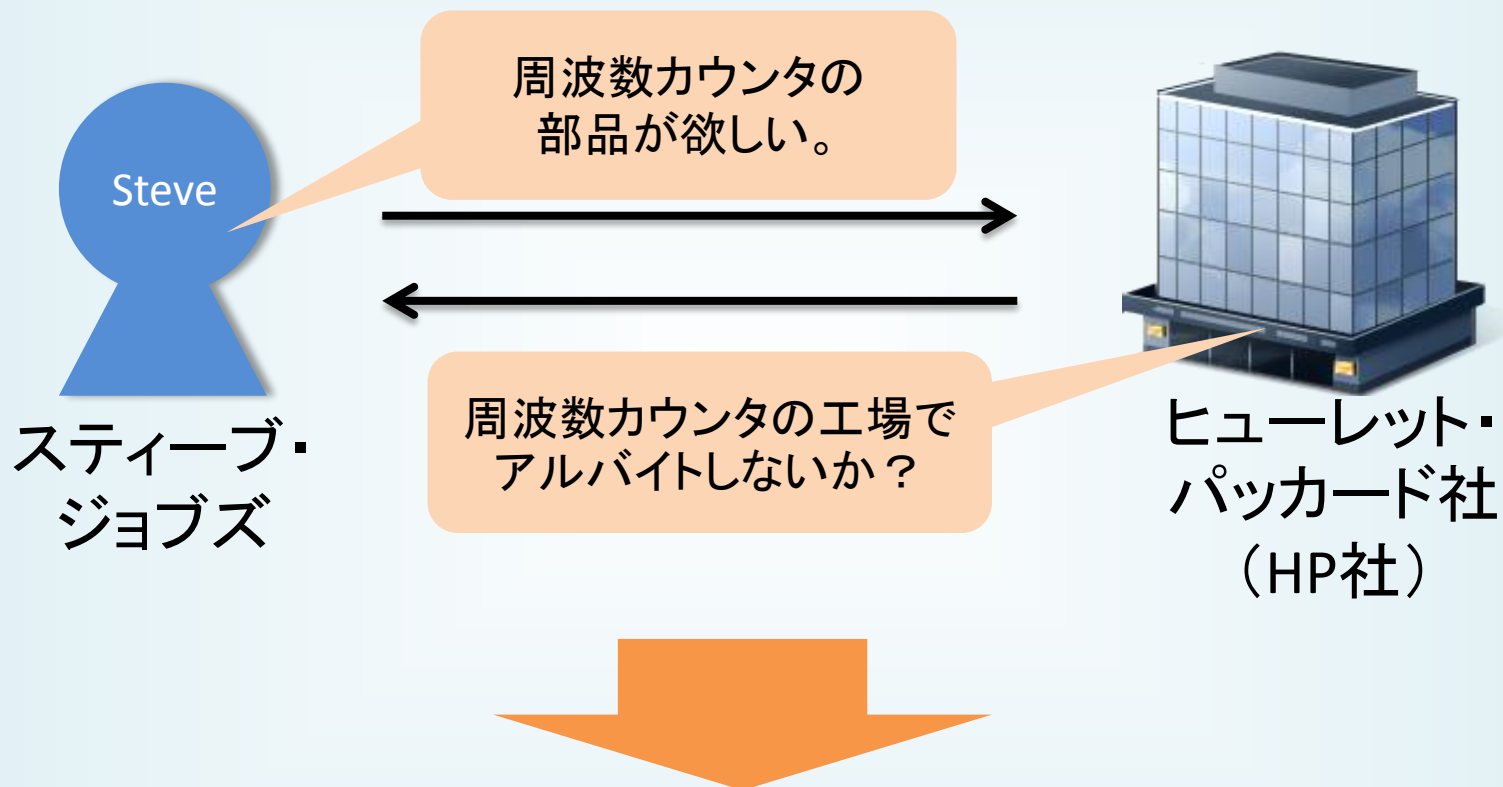 周波数カウンタの
部品が欲しい。
Steve
周波数カウンタの工場で
アルバイトしないか？
スティーブ・
ジョブズ
ヒューレット・
パッカード社
（HP社）